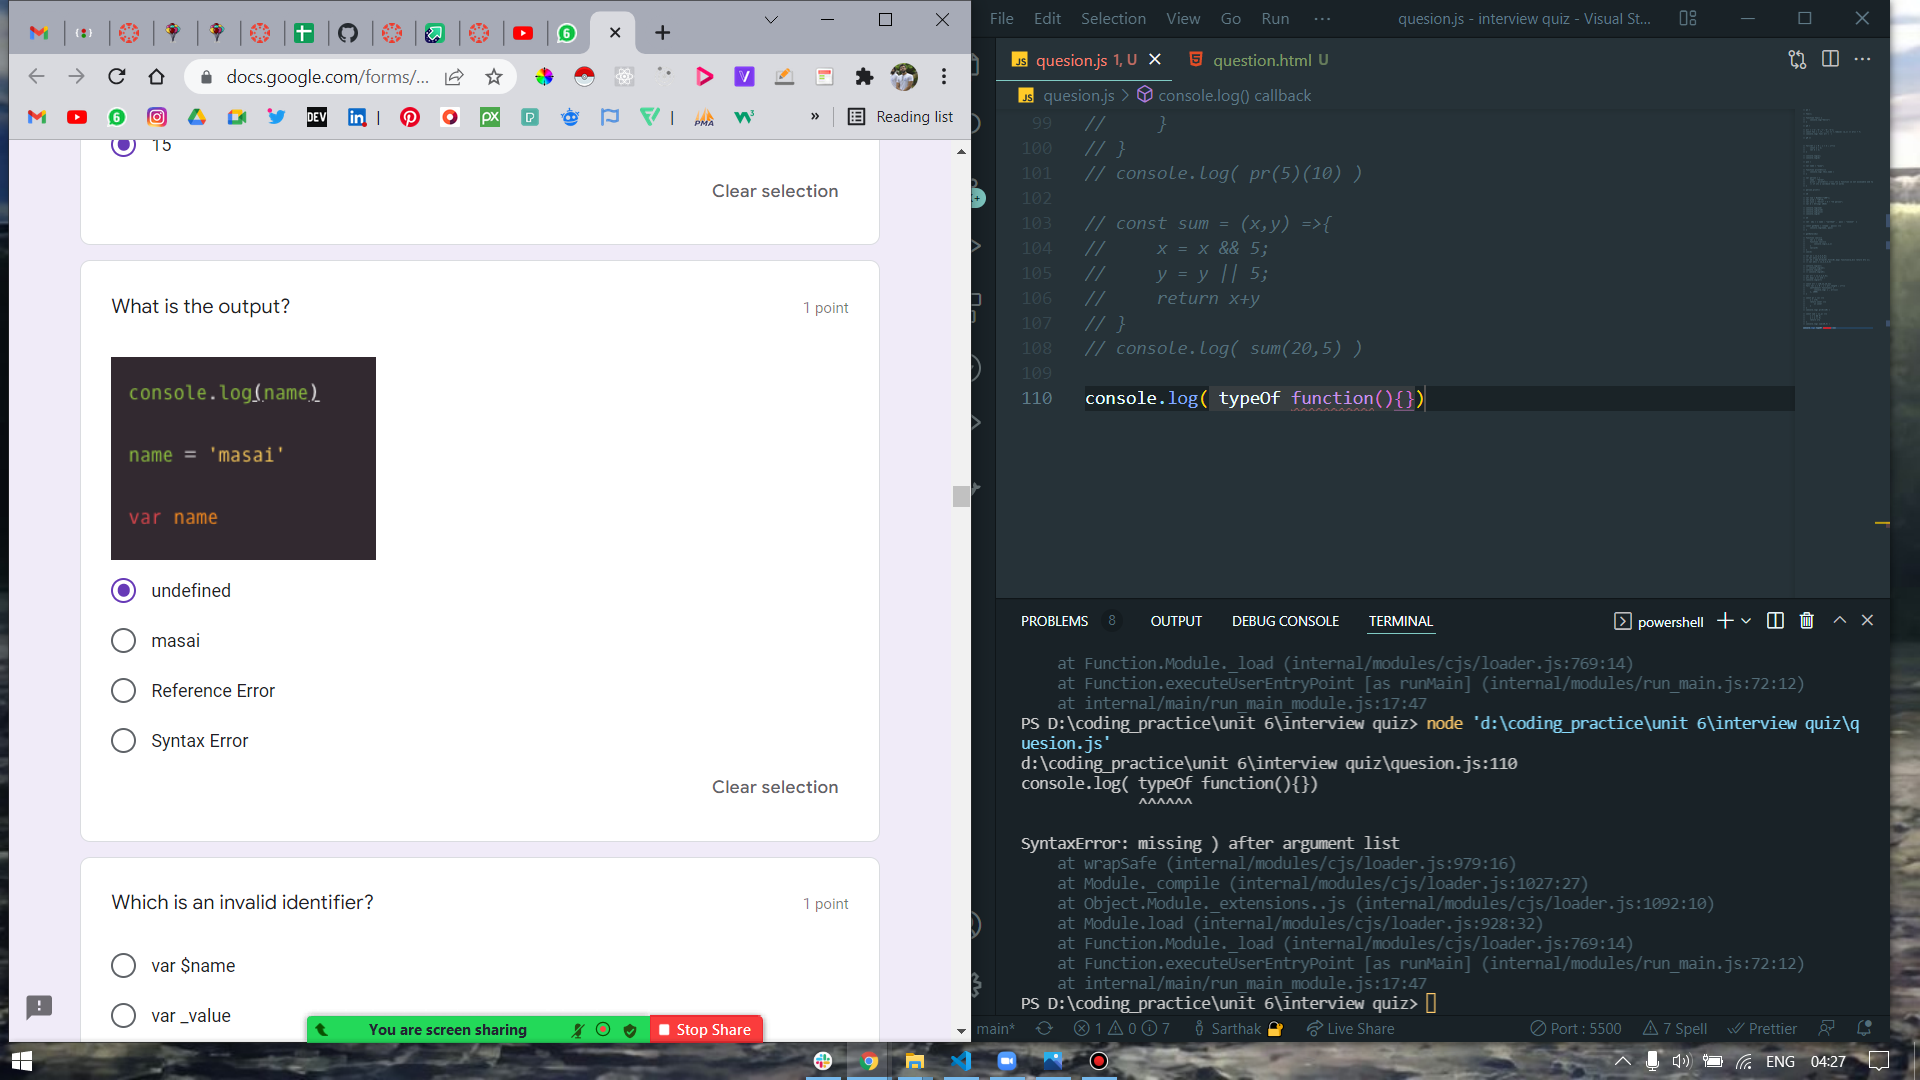 File Edit Selection View Go Run ···
quesion.js - interview quiz - Visual St...
docs.google.com/forms/...
Reading list
15
Clear selection
What is the output?
1 point
console.log(name)
name = 'masai'
var name
undefined
masai
Reference Error
Syntax Error
Clear selection
Which is an invalid identifier?
1 point
var $name
var _value
You are screen sharing
Stop Share
quesion.js 1, U
question.html U
quesion.js > console.log() callback
99 // }
100 // }
101 // console.log( pr(5)(10) )
102
103 // const sum = (x,y) =>{
104 // x = x && 5;
105 // y = y || 5;
106 // return x+y
107 // }
108 // console.log( sum(20,5) )
109
110 console.log( typeOf function(){})
PROBLEMS 8 OUTPUT DEBUG CONSOLE TERMINAL
powershell
at Function.Module._load (internal/modules/cjs/loader.js:769:14)
at Function.executeUserEntryPoint [as runMain] (internal/modules/run_main.js:72:12)
at internal/main/run_main_module.js:17:47
PS D:\coding_practice\unit 6\interview quiz> node 'd:\coding_practice\unit 6\interview quiz\q
uesion.js'
d:\coding_practice\unit 6\interview quiz\quesion.js:110
console.log( typeOf function(){})
^^^^^^
SyntaxError: missing ) after argument list
at wrapSafe (internal/modules/cjs/loader.js:979:16)
at Module._compile (internal/modules/cjs/loader.js:1027:27)
at Object.Module._extensions..js (internal/modules/cjs/loader.js:1092:10)
at Module.load (internal/modules/cjs/loader.js:928:32)
at Function.Module._load (internal/modules/cjs/loader.js:769:14)
at Function.executeUserEntryPoint [as runMain] (internal/modules/run_main.js:72:12)
at internal/main/run_main_module.js:17:47
PS D:\coding_practice\unit 6\interview quiz>
main* 1 0 7 Sarthak Live Share Port : 5500 7 Spell Prettier
ENG 04:27